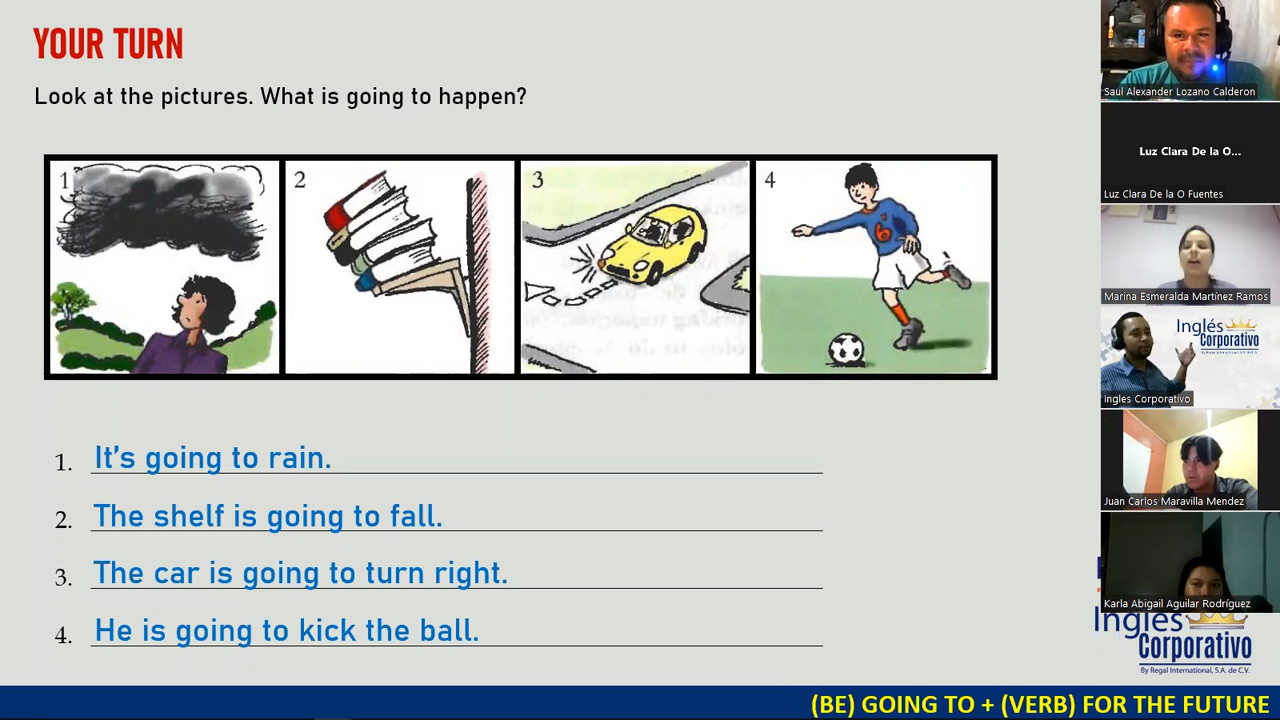 YOUR TURN
Look at the pictures. What is going to happen?
1
2
3
4
6
1. It's going to rain.
2. The shelf is going to fall.
3. The car is going to turn right.
4. He is going to kick the ball.
(BE) GOING TO + (VERB) FOR THE FUTURE
Saul Alexander Lozano Calderon
Luz Clara De la O...
Luz Clara De la O Fuentes
Marina Esmeralda Martínez Ramos
Inglés
Corporativo
Ingles Corporativo
Juan Carlos Maravilla Mendez
Karla Abigail Aguilar Rodríguez
Inglés
Corporativo
By Regal International, S.A. de C.V.